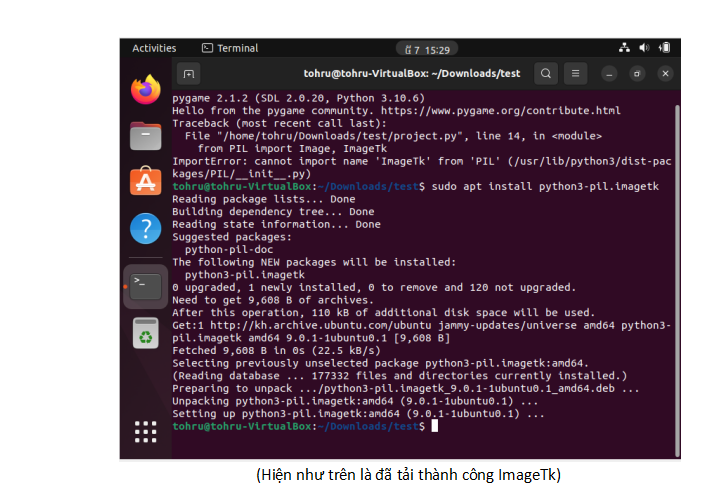 Activities
Terminal
7 15:29
tohru@tohru-VirtualBox: ~/Downloads/test
pygame 2.1.2 (SDL 2.0.20, Python 3.10.6)
Hello from the pygame community. https://www.pygame.org/contribute.html
Traceback (most recent call last):
  File "/home/tohru/Downloads/test/project.py", line 14, in <module>
    from PIL import Image, ImageTk
ImportError: cannot import name 'ImageTk' from 'PIL' (/usr/lib/python3/dist-pac
kages/PIL/__init__.py)
tohru@tohru-VirtualBox:~/Downloads/test$ sudo apt install python3-pil.imagetk
Reading package lists... Done
Building dependency tree... Done
Reading state information... Done
Suggested packages:
  python-pil-doc
The following NEW packages will be installed:
  python3-pil.imagetk
0 upgraded, 1 newly installed, 0 to remove and 120 not upgraded.
Need to get 9,608 B of archives.
After this operation, 110 kB of additional disk space will be used.
Get:1 http://kh.archive.ubuntu.com/ubuntu jammy-updates/universe amd64 python3-
pil.imagetk amd64 9.0.1-1ubuntu0.1 [9,608 B]
Fetched 9,608 B in 0s (22.5 kB/s)
Selecting previously unselected package python3-pil.imagetk:amd64.
(Reading database ... 177332 files and directories currently installed.)
Preparing to unpack .../python3-pil.imagetk_9.0.1-1ubuntu0.1_amd64.deb ...
Unpacking python3-pil.imagetk:amd64 (9.0.1-1ubuntu0.1) ...
Setting up python3-pil.imagetk:amd64 (9.0.1-1ubuntu0.1) ...
tohru@tohru-VirtualBox:~/Downloads/test$
(Hiện như trên là đã tải thành công ImageTk)